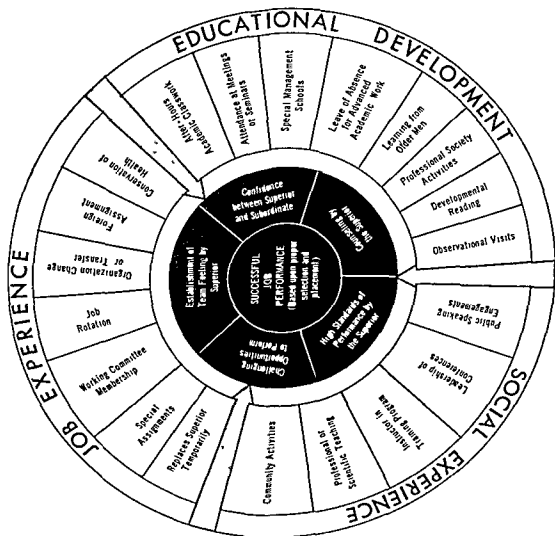 EDUCATIONAL DEVELOPMENT
After-Hours
Academic Classwork
Attendance at Meetings
or Seminars
Special Management
Schools
Leave of Absence
for Advanced
Academic Work
Learning from
Older Men
Professional Society
Activities
Developmental
Reading
Observational Visits
SOCIAL EXPERIENCE
Public Speaking
Engagements
Leadership of
Conferences
Instructor in
Training Program
Professional or
Scientific Teaching
Community Activities
JOB EXPERIENCE
Replaces Superior
Temporarily
Special
Assignments
Working Committee
Membership
Job
Rotation
Organization Change
or Transfer
Foreign
Assignment
Conservation of
Health
Confidence
between Superior
and Subordinate
Counseling by
the Superior
High Standards of
Performance by
the Superior
Challenging
Opportunities
to Perform
Establishment of
Team Feeling by
Superior
SUCCESSFUL
JOB
PERFORMANCE
(Based upon proper
selection and
placement)